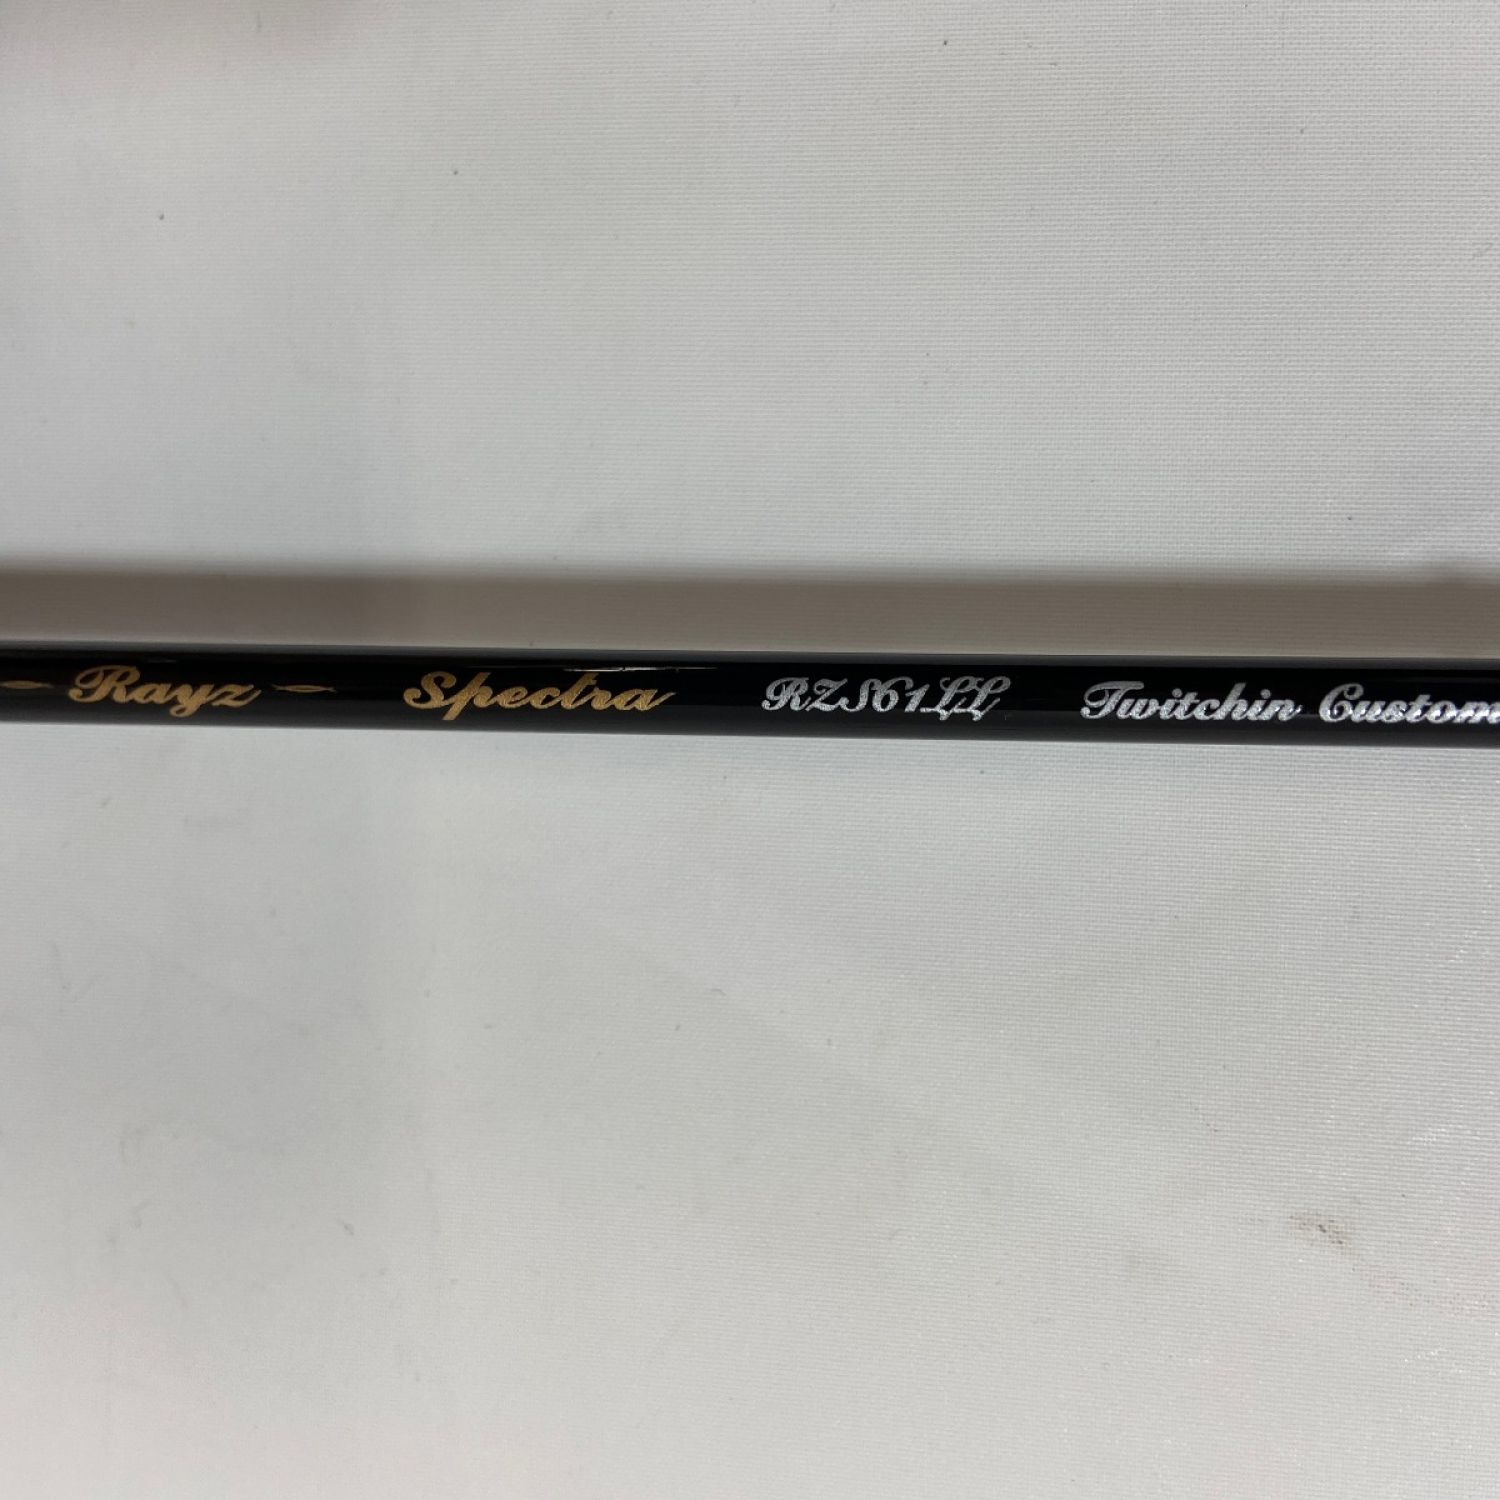 Rayz Spectra RZS61LL Twitchin Custom